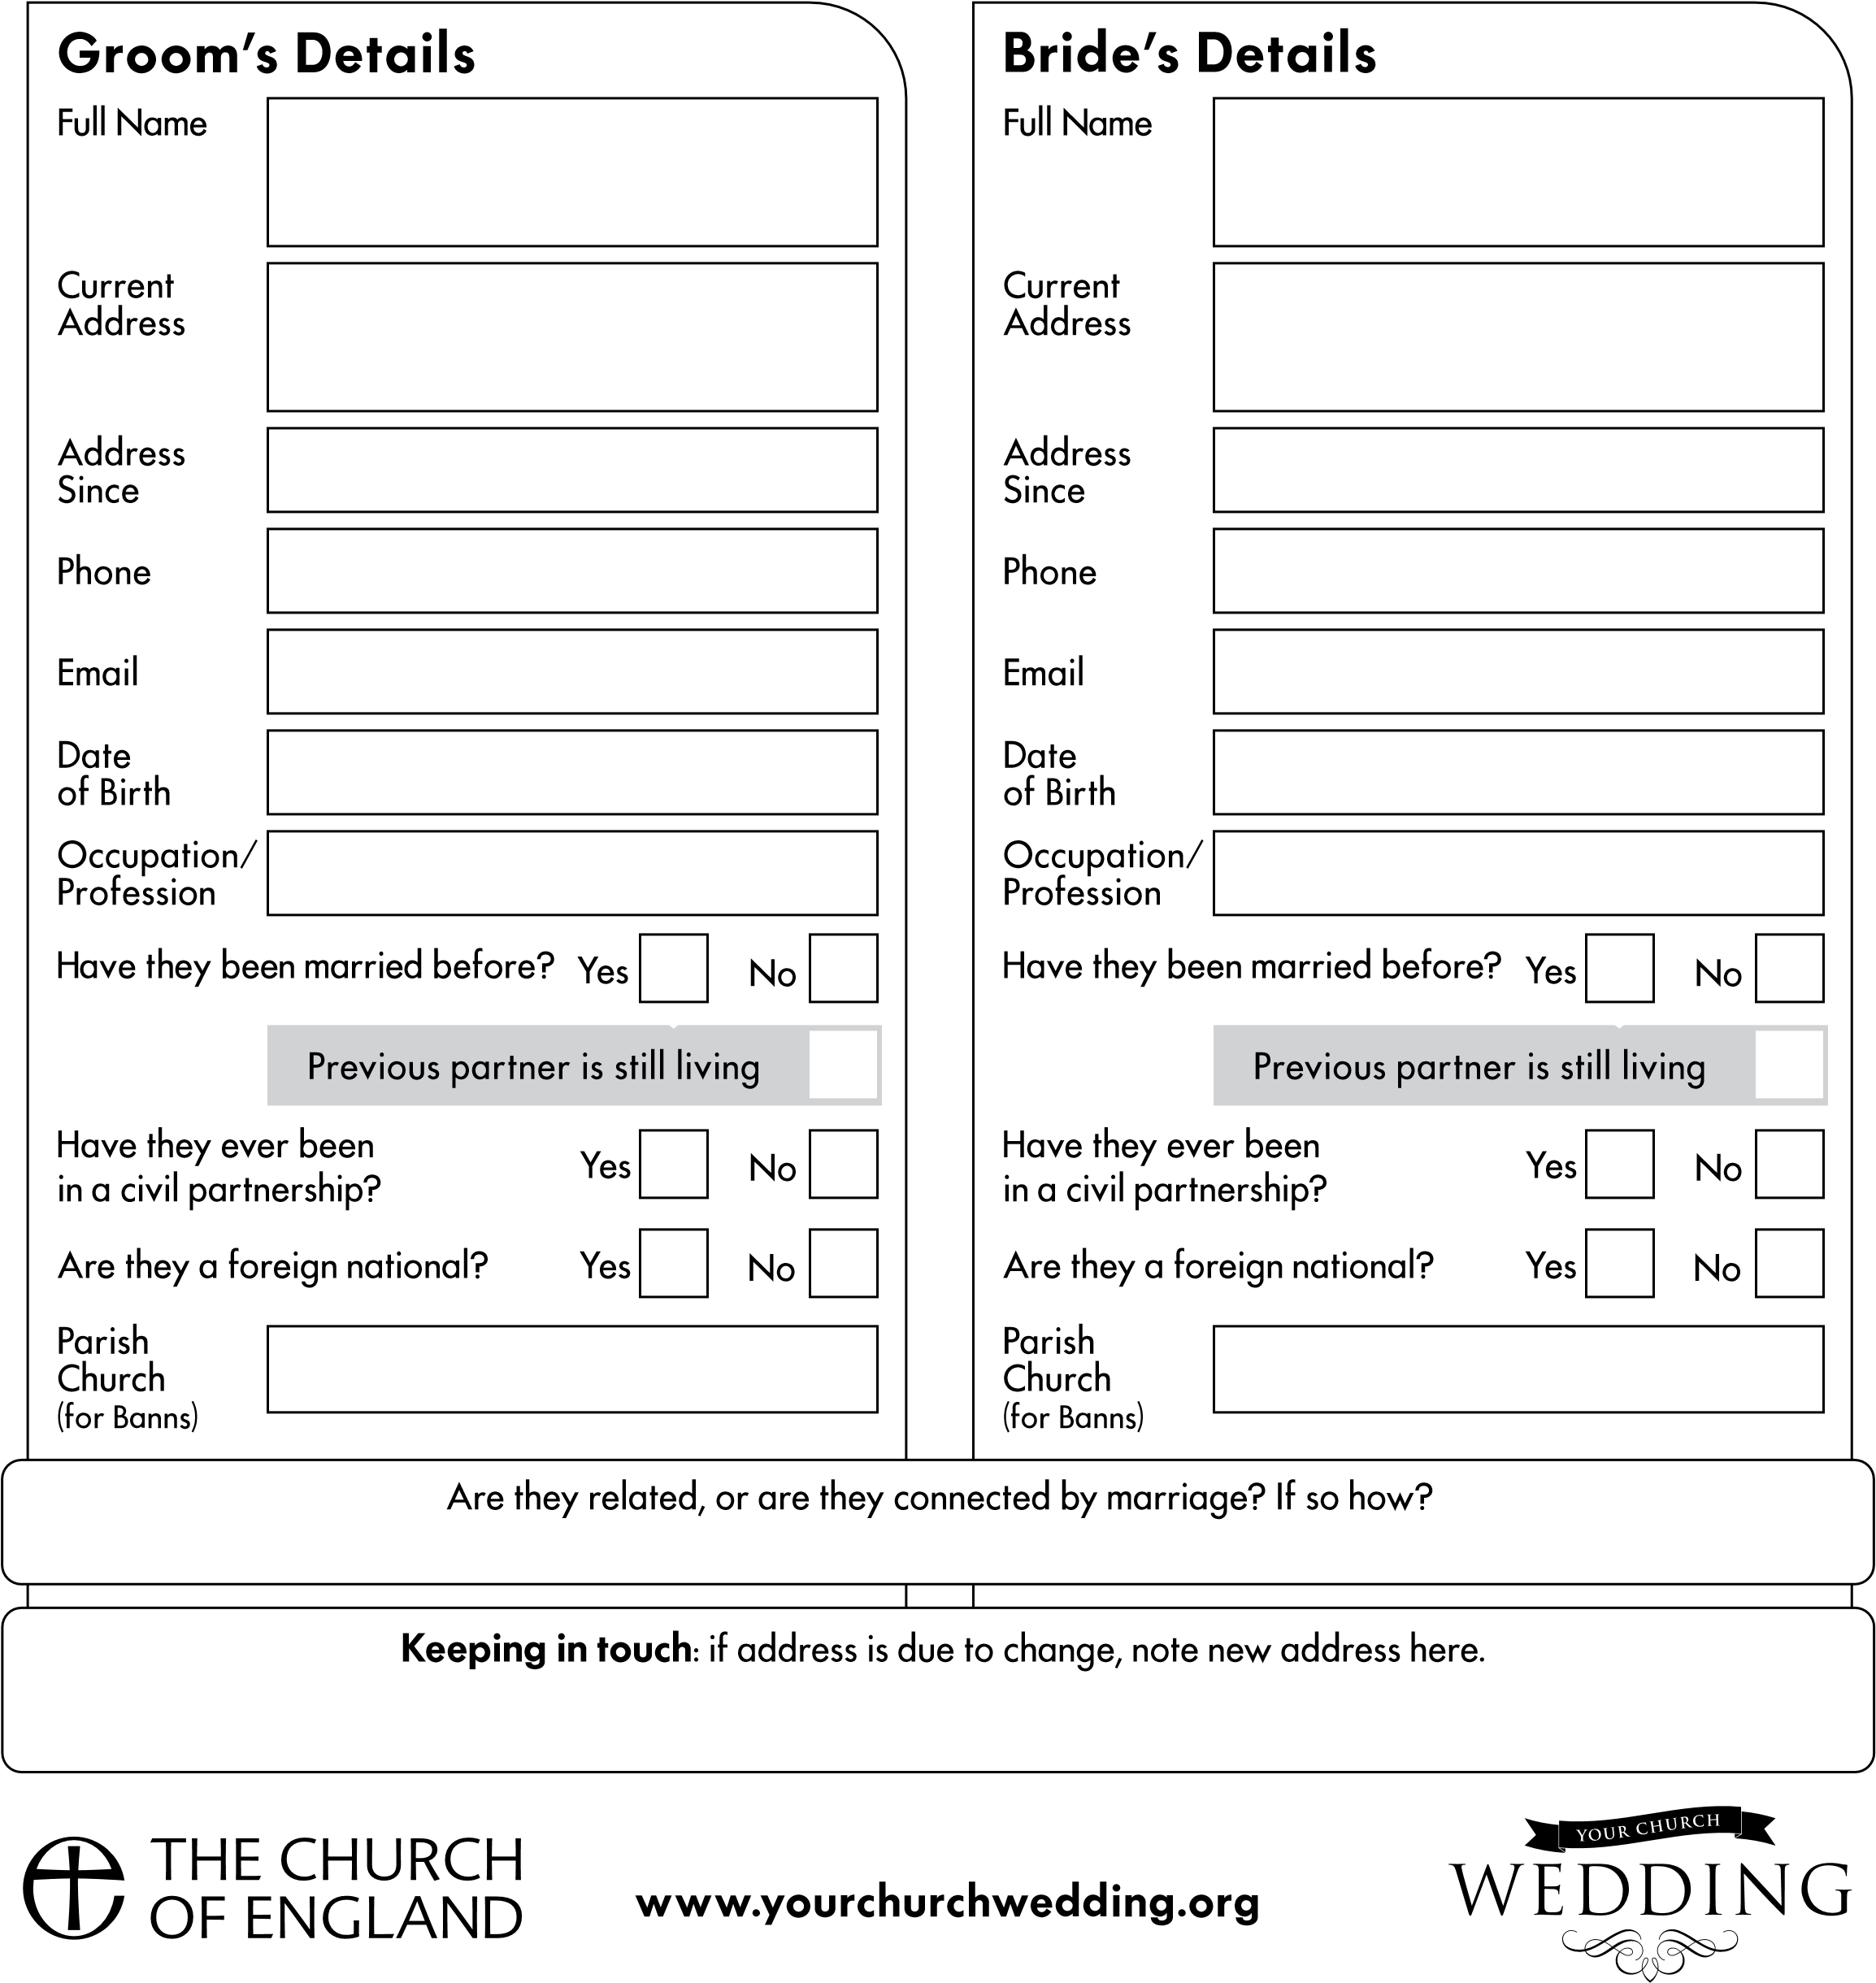 Groom's Details
Full Name
Current
Address
Address
Since
Phone
Email
Date
of Birth
Occupation/
Profession
Have they been married before? Yes No
Previous partner is still living
Have they ever been
in a civil partnership?
Yes No
Are they a foreign national? Yes No
Parish
Church
(for Banns)
Bride's Details
Full Name
Current
Address
Address
Since
Phone
Email
Date
of Birth
Occupation/
Profession
Have they been married before? Yes No
Previous partner is still living
Have they ever been
in a civil partnership?
Yes No
Are they a foreign national? Yes No
Parish
Church
(for Banns)
Are they related, or are they connected by marriage? If so how?
Keeping in touch: if address is due to change, note new address here.
THE CHURCH
OF ENGLAND
www.yourchurchwedding.org
YOUR CHURCH
WEDDING